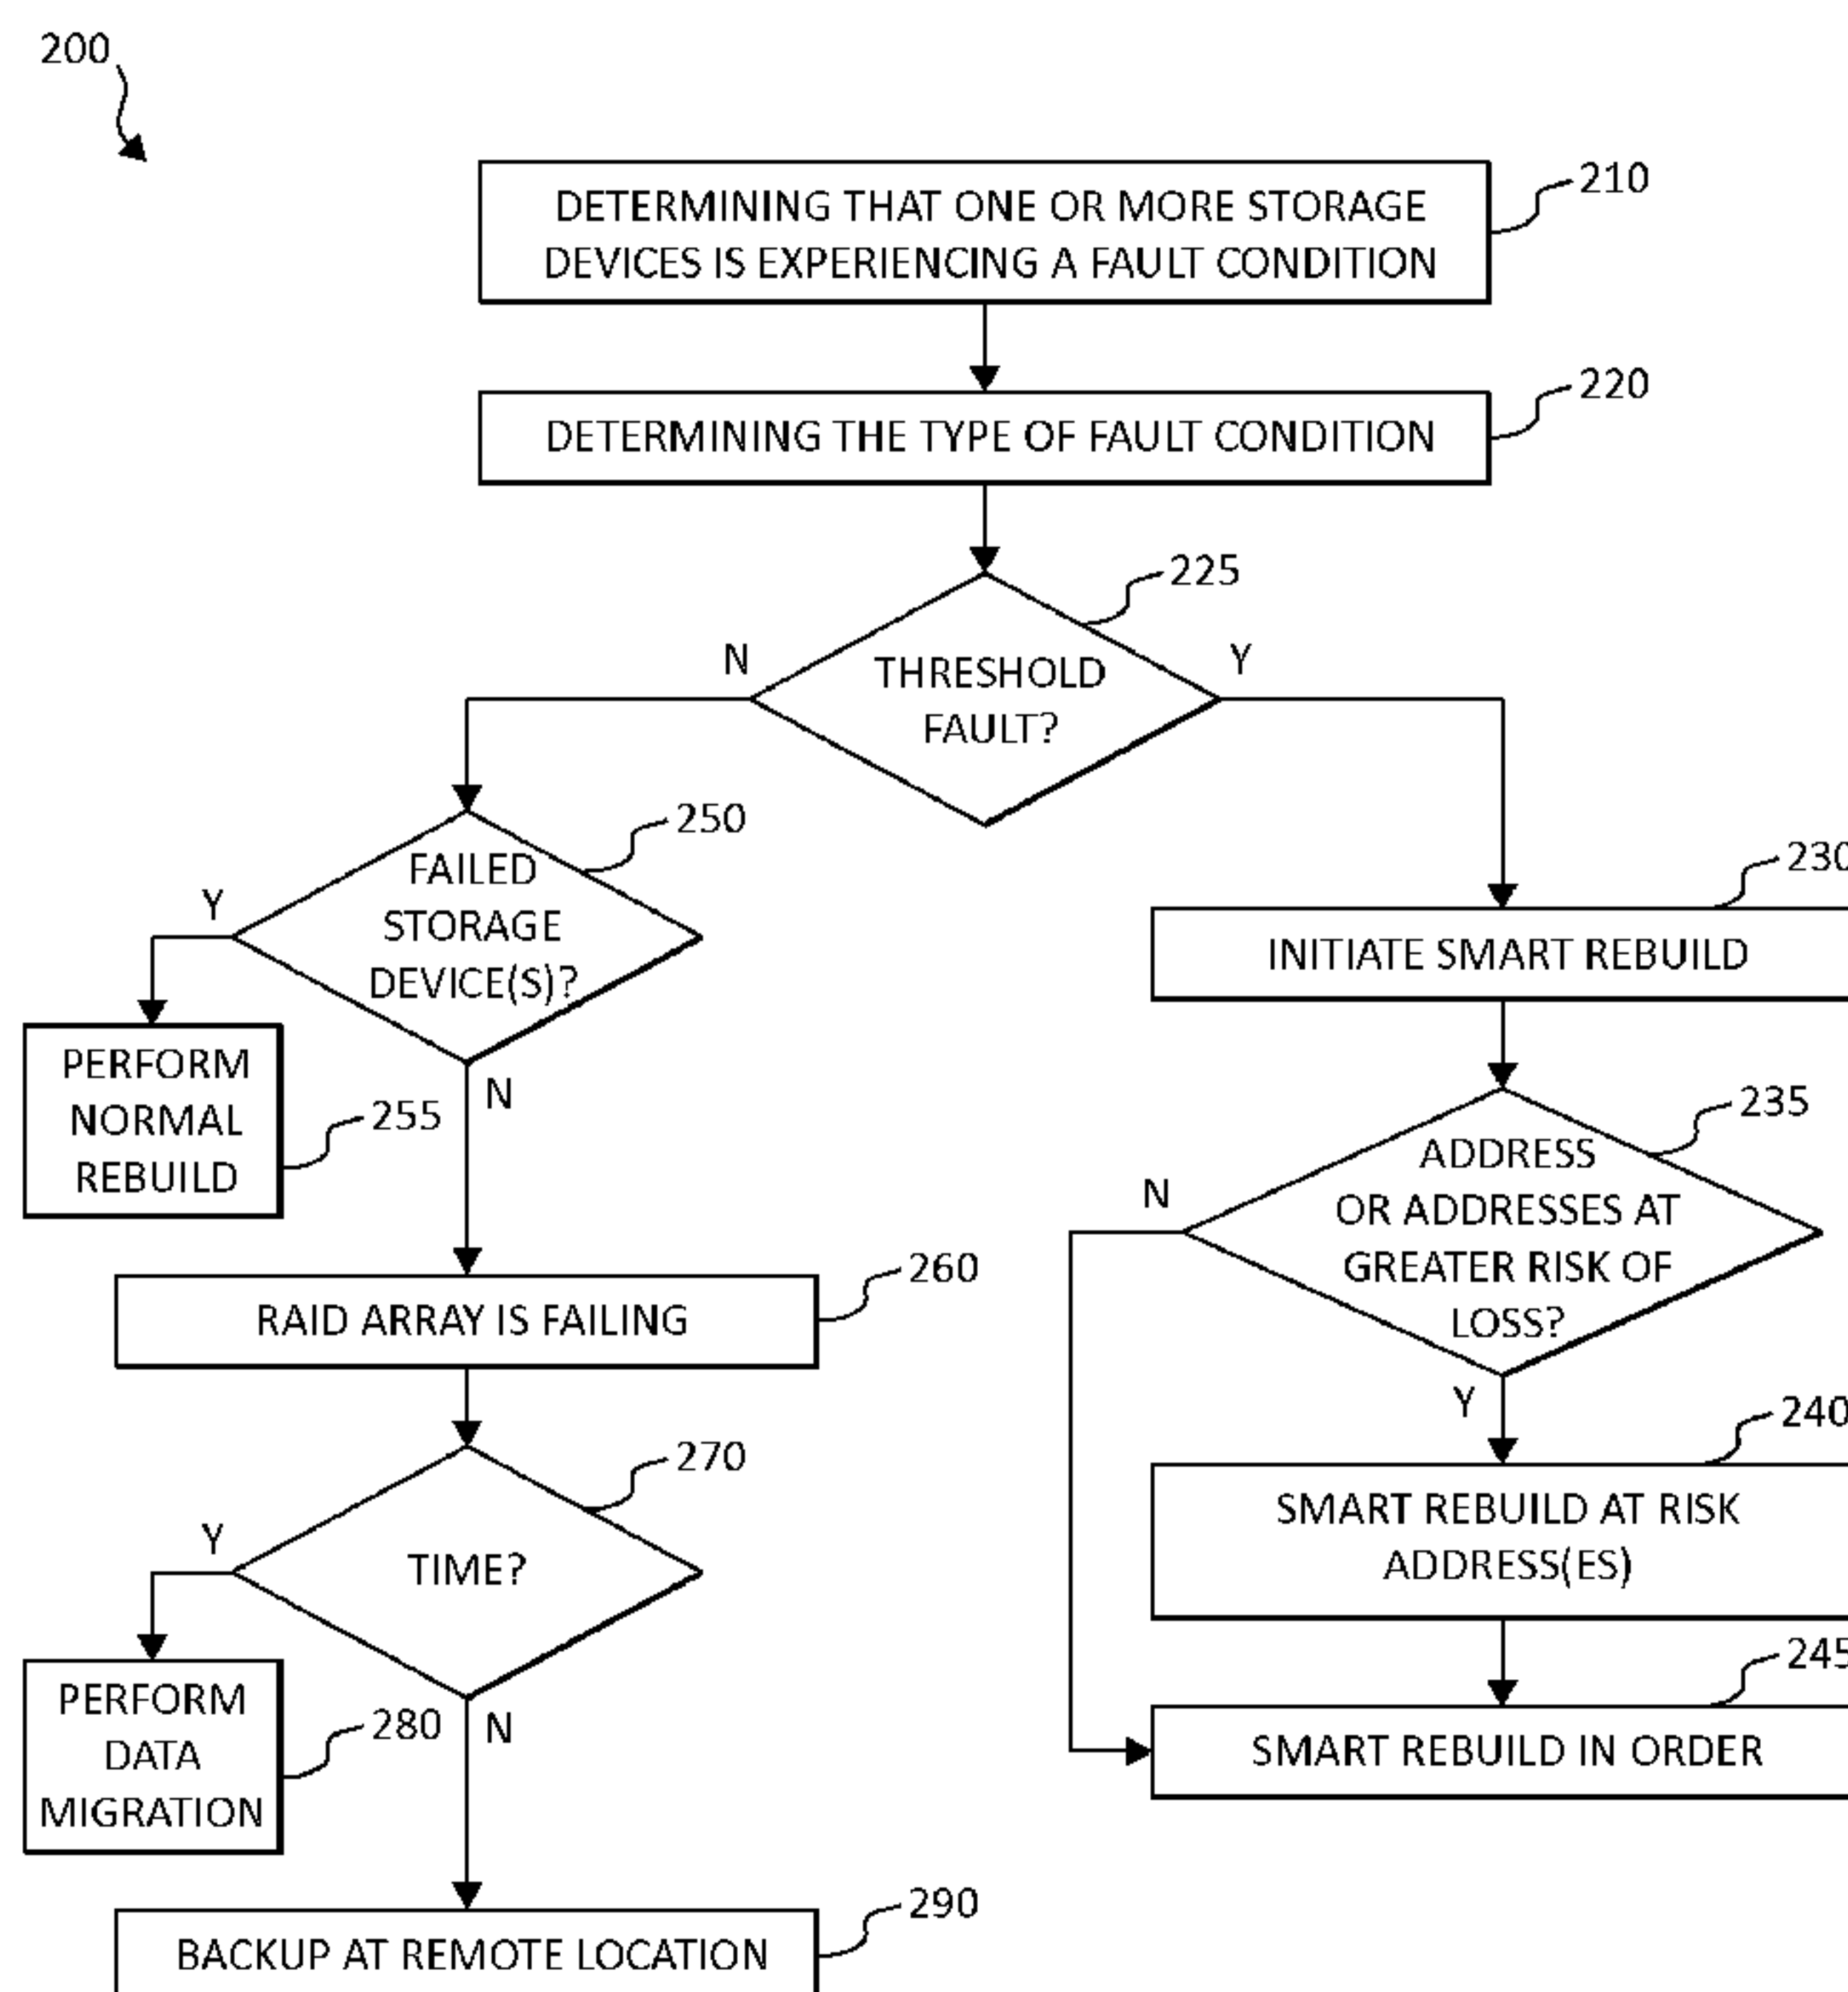 200
DETERMINING THAT ONE OR MORE STORAGE
DEVICES IS EXPERIENCING A FAULT CONDITION
210
DETERMINING THE TYPE OF FAULT CONDITION
220
225
N
THRESHOLD
FAULT?
Y
250
FAILED
STORAGE
DEVICE(S)?
Y
N
PERFORM
NORMAL
REBUILD
255
230
INITIATE SMART REBUILD
235
ADDRESS
OR ADDRESSES AT
GREATER RISK OF
LOSS?
N
Y
260
RAID ARRAY IS FAILING
270
TIME?
Y
N
PERFORM
DATA
MIGRATION
280
240
SMART REBUILD AT RISK
ADDRESS(ES)
245
SMART REBUILD IN ORDER
290
BACKUP AT REMOTE LOCATION